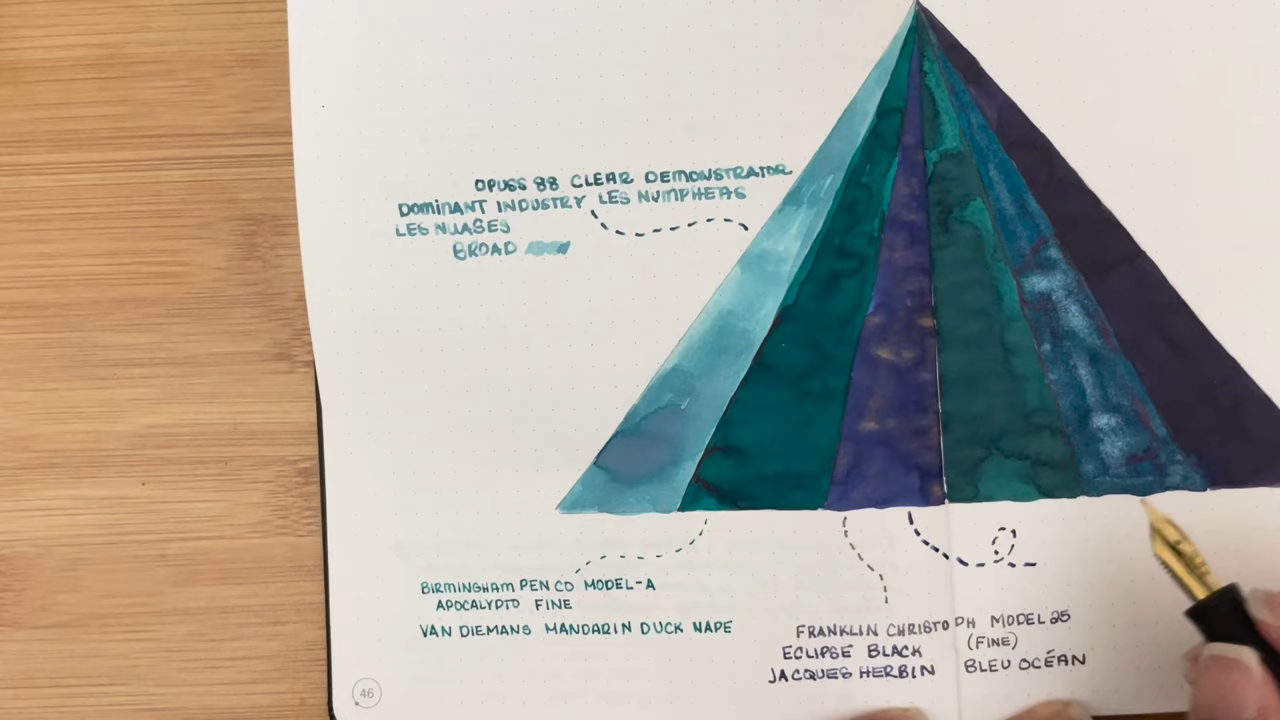 OPUSS 88 CLEAR DEMONSTRATOR
DOMINANT INDUSTRY LES NUMPHEAS
LES NUAGES
BROAD
BIRMINGHAM PEN CO MODEL-A
APOCALYPTO FINE
VAN DIEMANS MANDARIN DUCK NAPE
FRANKLIN CHRISTOPH MODEL 25
ECLIPSE BLACK (FINE)
JACQUES HERBIN BLEU OCÉAN
46